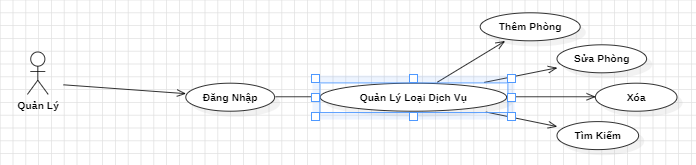 Thêm Phòng
Sửa Phòng
Quản Lý
Đăng Nhập
Quản Lý Loại Dịch Vụ
Xóa
Tìm Kiếm